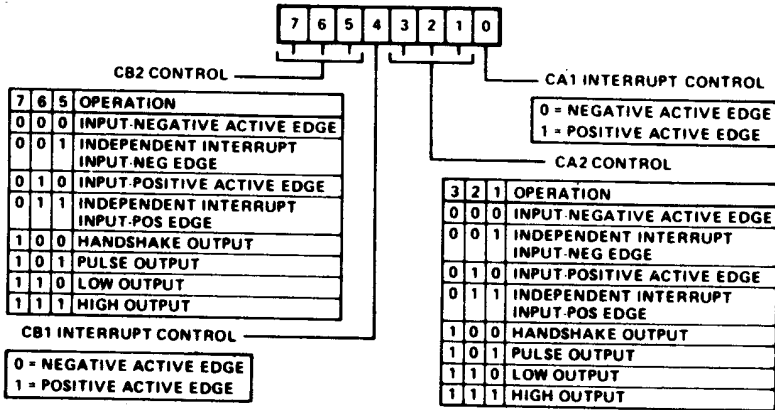 7 6 5 4 3 2 1 0
CB2 CONTROL
7 6 5 OPERATION
0 0 0 INPUT-NEGATIVE ACTIVE EDGE
0 0 1 INDEPENDENT INTERRUPT
INPUT-NEG EDGE
0 1 0 INPUT-POSITIVE ACTIVE EDGE
0 1 1 INDEPENDENT INTERRUPT
INPUT-POS EDGE
1 0 0 HANDSHAKE OUTPUT
1 0 1 PULSE OUTPUT
1 1 0 LOW OUTPUT
1 1 1 HIGH OUTPUT
CB1 INTERRUPT CONTROL
0 = NEGATIVE ACTIVE EDGE
1 = POSITIVE ACTIVE EDGE
CA1 INTERRUPT CONTROL
0 = NEGATIVE ACTIVE EDGE
1 = POSITIVE ACTIVE EDGE
CA2 CONTROL
3 2 1 OPERATION
0 0 0 INPUT-NEGATIVE ACTIVE EDGE
0 0 1 INDEPENDENT INTERRUPT
INPUT-NEG EDGE
0 1 0 INPUT-POSITIVE ACTIVE EDGE
0 1 1 INDEPENDENT INTERRUPT
INPUT-POS EDGE
1 0 0 HANDSHAKE OUTPUT
1 0 1 PULSE OUTPUT
1 1 0 LOW OUTPUT
1 1 1 HIGH OUTPUT